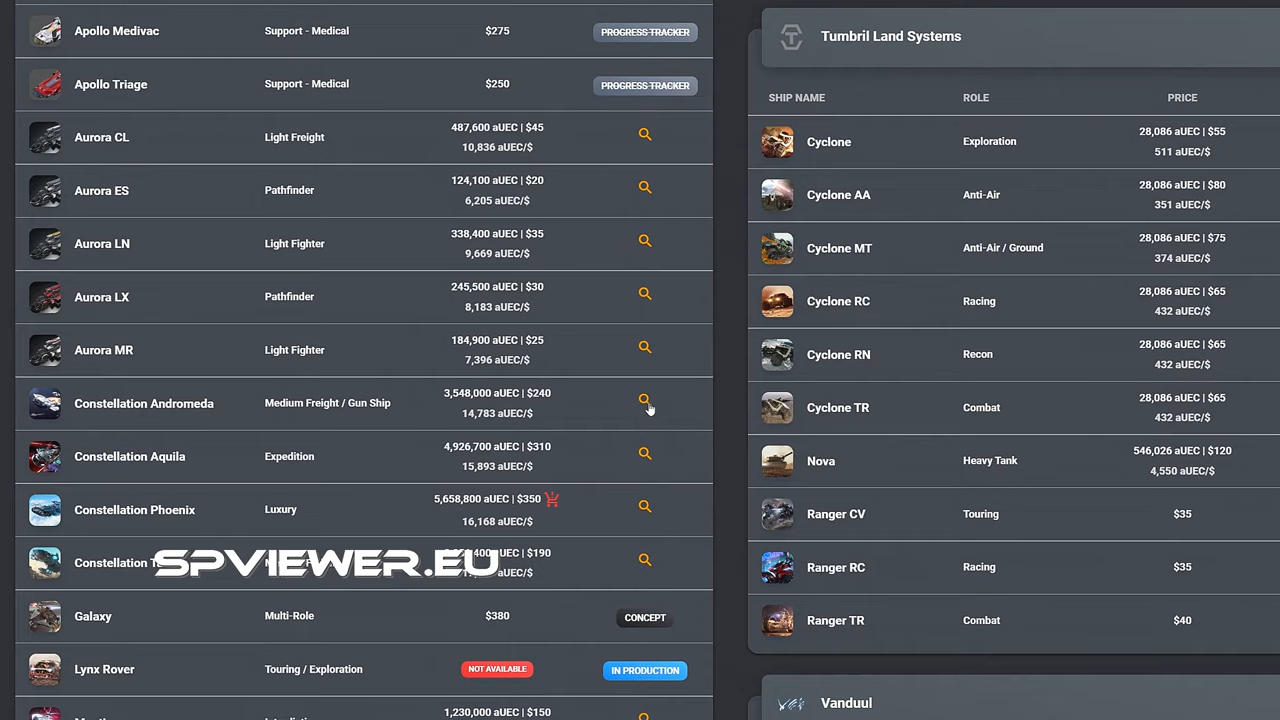 Apollo Medivac Support - Medical $275 PROGRESS TRACKER
Apollo Triage Support - Medical $250 PROGRESS TRACKER
Aurora CL Light Freight 487,600 aUEC | $45
10,836 aUEC/$
Aurora ES Pathfinder 124,100 aUEC | $20
6,205 aUEC/$
Aurora LN Light Fighter 338,400 aUEC | $35
9,669 aUEC/$
Aurora LX Pathfinder 245,500 aUEC | $30
8,183 aUEC/$
Aurora MR Light Fighter 184,900 aUEC | $25
7,396 aUEC/$
Constellation Andromeda Medium Freight / Gun Ship 3,548,000 aUEC | $240
14,783 aUEC/$
Constellation Aquila Expedition 4,926,700 aUEC | $310
15,893 aUEC/$
Constellation Phoenix Luxury 5,658,800 aUEC | $350
16,168 aUEC/$
Constellation aUEC | $190
aUEC/$
SPVIEWER.EU
Galaxy Multi-Role $380 CONCEPT
Lynx Rover Touring / Exploration NOT AVAILABLE IN PRODUCTION
1,230,000 aUEC | $150
Tumbril Land Systems
SHIP NAME ROLE PRICE
Cyclone Exploration 28,086 aUEC | $55
511 aUEC/$
Cyclone AA Anti-Air 28,086 aUEC | $80
351 aUEC/$
Cyclone MT Anti-Air / Ground 28,086 aUEC | $75
374 aUEC/$
Cyclone RC Racing 28,086 aUEC | $65
432 aUEC/$
Cyclone RN Recon 28,086 aUEC | $65
432 aUEC/$
Cyclone TR Combat 28,086 aUEC | $65
432 aUEC/$
Nova Heavy Tank 546,026 aUEC | $120
4,550 aUEC/$
Ranger CV Touring $35
Ranger RC Racing $35
Ranger TR Combat $40
Vanduul